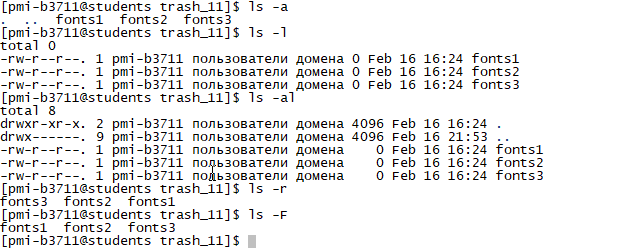 [pmi-b3711@students trash_11]$ ls -a
.  ..  fonts1  fonts2  fonts3
[pmi-b3711@students trash_11]$ ls -l
total 0
-rw-r--r--. 1 pmi-b3711 пользователи домена 0 Feb 16 16:24 fonts1
-rw-r--r--. 1 pmi-b3711 пользователи домена 0 Feb 16 16:24 fonts2
-rw-r--r--. 1 pmi-b3711 пользователи домена 0 Feb 16 16:24 fonts3
[pmi-b3711@students trash_11]$ ls -al
total 8
drwxr-xr-x. 2 pmi-b3711 пользователи домена 4096 Feb 16 16:24 .
drwx------. 9 pmi-b3711 пользователи домена 4096 Feb 16 21:53 ..
-rw-r--r--. 1 pmi-b3711 пользователи домена    0 Feb 16 16:24 fonts1
-rw-r--r--. 1 pmi-b3711 пользователи домена    0 Feb 16 16:24 fonts2
-rw-r--r--. 1 pmi-b3711 пользователи домена    0 Feb 16 16:24 fonts3
[pmi-b3711@students trash_11]$ ls -r
fonts3  fonts2  fonts1
[pmi-b3711@students trash_11]$ ls -F
fonts1  fonts2  fonts3
[pmi-b3711@students trash_11]$